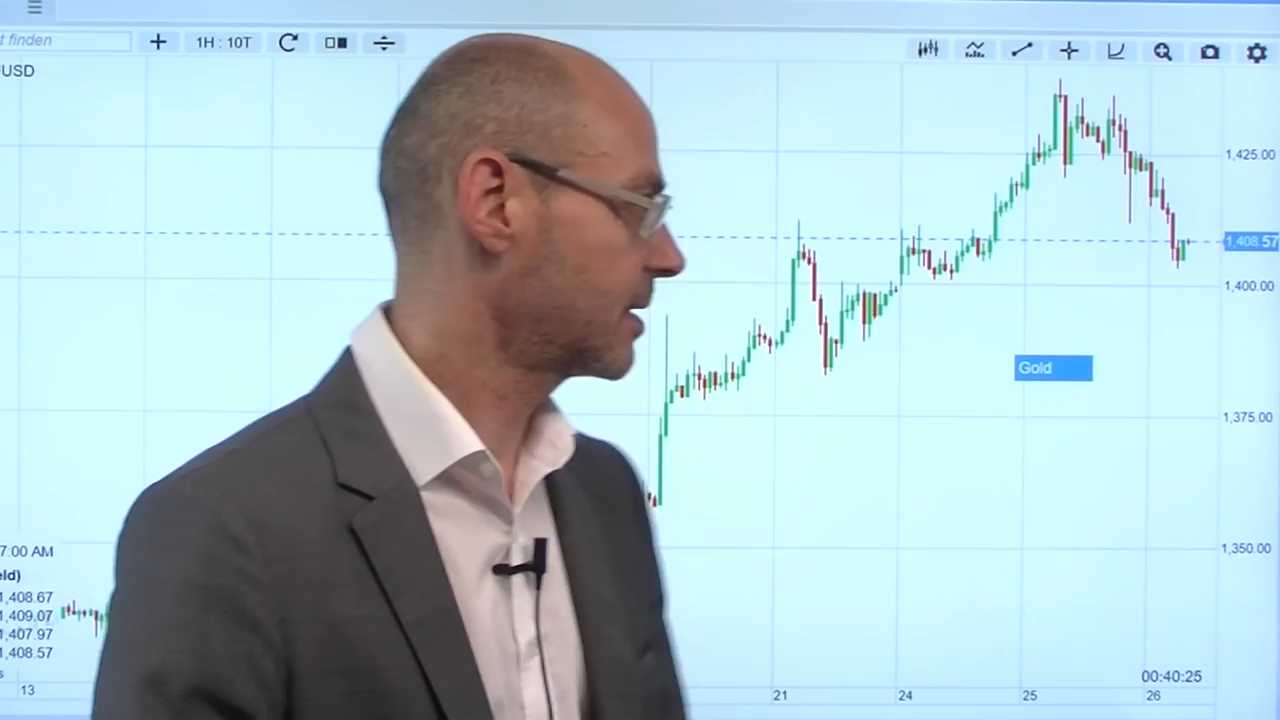 t finden
1H : 10T
USD
1,425.00
1,408.57
1,400.00
Gold
1,375.00
7:00 AM
1,350.00
eld)
1,408.67
1,409.07
1,407.97
1,408.57
s
00:40:25
13
21
24
25
26